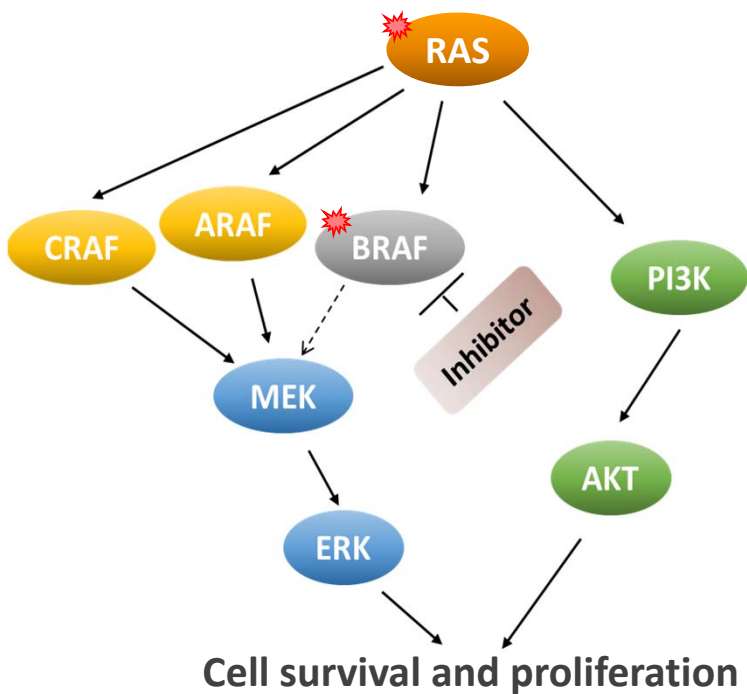 RAS
CRAF
ARAF
BRAF
PI3K
Inhibitor
MEK
AKT
ERK
Cell survival and proliferation